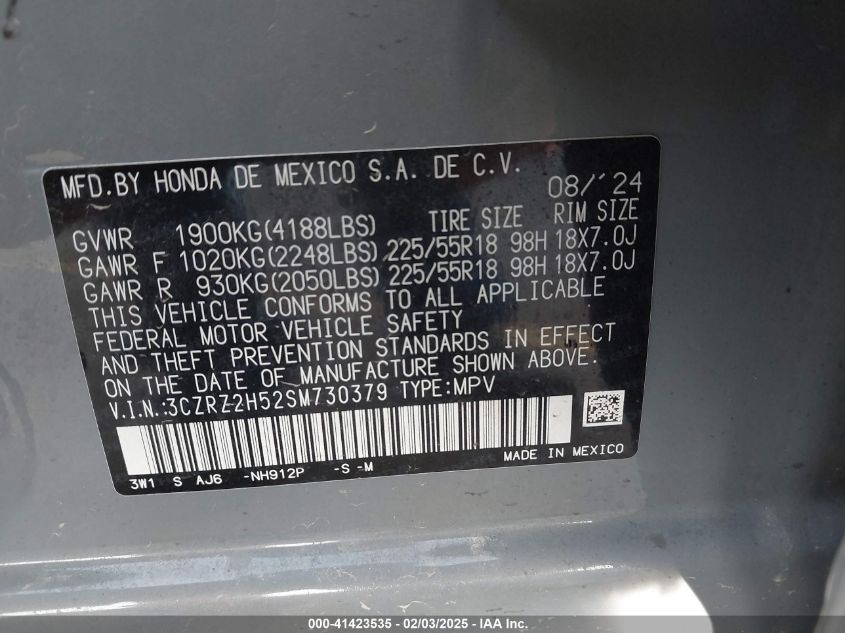 MFD.BY HONDA DE MEXICO S.A. DE C.V. 08/'24
GVWR 1900KG(4188LBS) TIRE SIZE RIM SIZE
GAWR F 1020KG(2248LBS) 225/55R18 98H 18X7.0J
GAWR R 930KG(2050LBS) 225/55R18 98H 18X7.0J
THIS VEHICLE CONFORMS TO ALL APPLICABLE
FEDERAL MOTOR VEHICLE SAFETY
AND THEFT PREVENTION STANDARDS IN EFFECT
ON THE DATE OF MANUFACTURE SHOWN ABOVE.
V.I.N.:3CZRZ2H52SM730379 TYPE:MPV
3W1 S AJ6 -NH912P -S -M MADE IN MEXICO
000-41423535 - 02/03/2025 - IAA Inc.